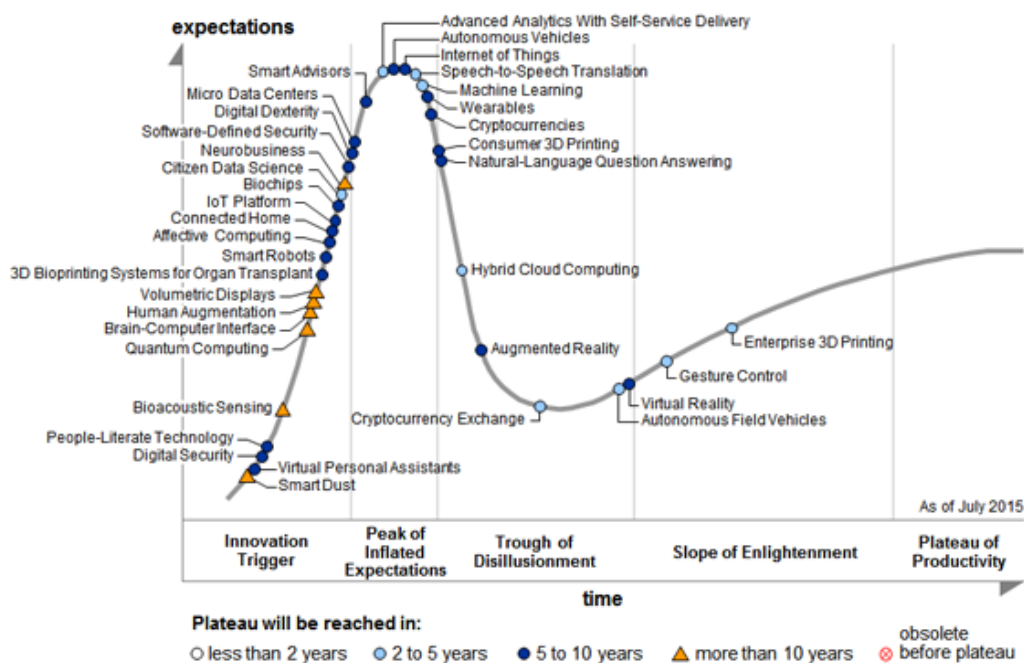 expectations
Advanced Analytics With Self-Service Delivery
Autonomous Vehicles
Internet of Things
Speech-to-Speech Translation
Machine Learning
Wearables
Cryptocurrencies
Consumer 3D Printing
Natural-Language Question Answering
Smart Advisors
Micro Data Centers
Digital Dexterity
Software-Defined Security
Neurobusiness
Citizen Data Science
Biochips
IoT Platform
Connected Home
Affective Computing
Smart Robots
3D Bioprinting Systems for Organ Transplant
Volumetric Displays
Human Augmentation
Brain-Computer Interface
Quantum Computing
Bioacoustic Sensing
People-Literate Technology
Digital Security
Virtual Personal Assistants
Smart Dust
Hybrid Cloud Computing
Augmented Reality
Cryptocurrency Exchange
Enterprise 3D Printing
Gesture Control
Virtual Reality
Autonomous Field Vehicles
As of July 2015
Innovation
Trigger
Peak of
Inflated
Expectations
Trough of
Disillusionment
Slope of Enlightenment
Plateau of
Productivity
time
Plateau will be reached in:
less than 2 years
2 to 5 years
5 to 10 years
more than 10 years
obsolete
before plateau